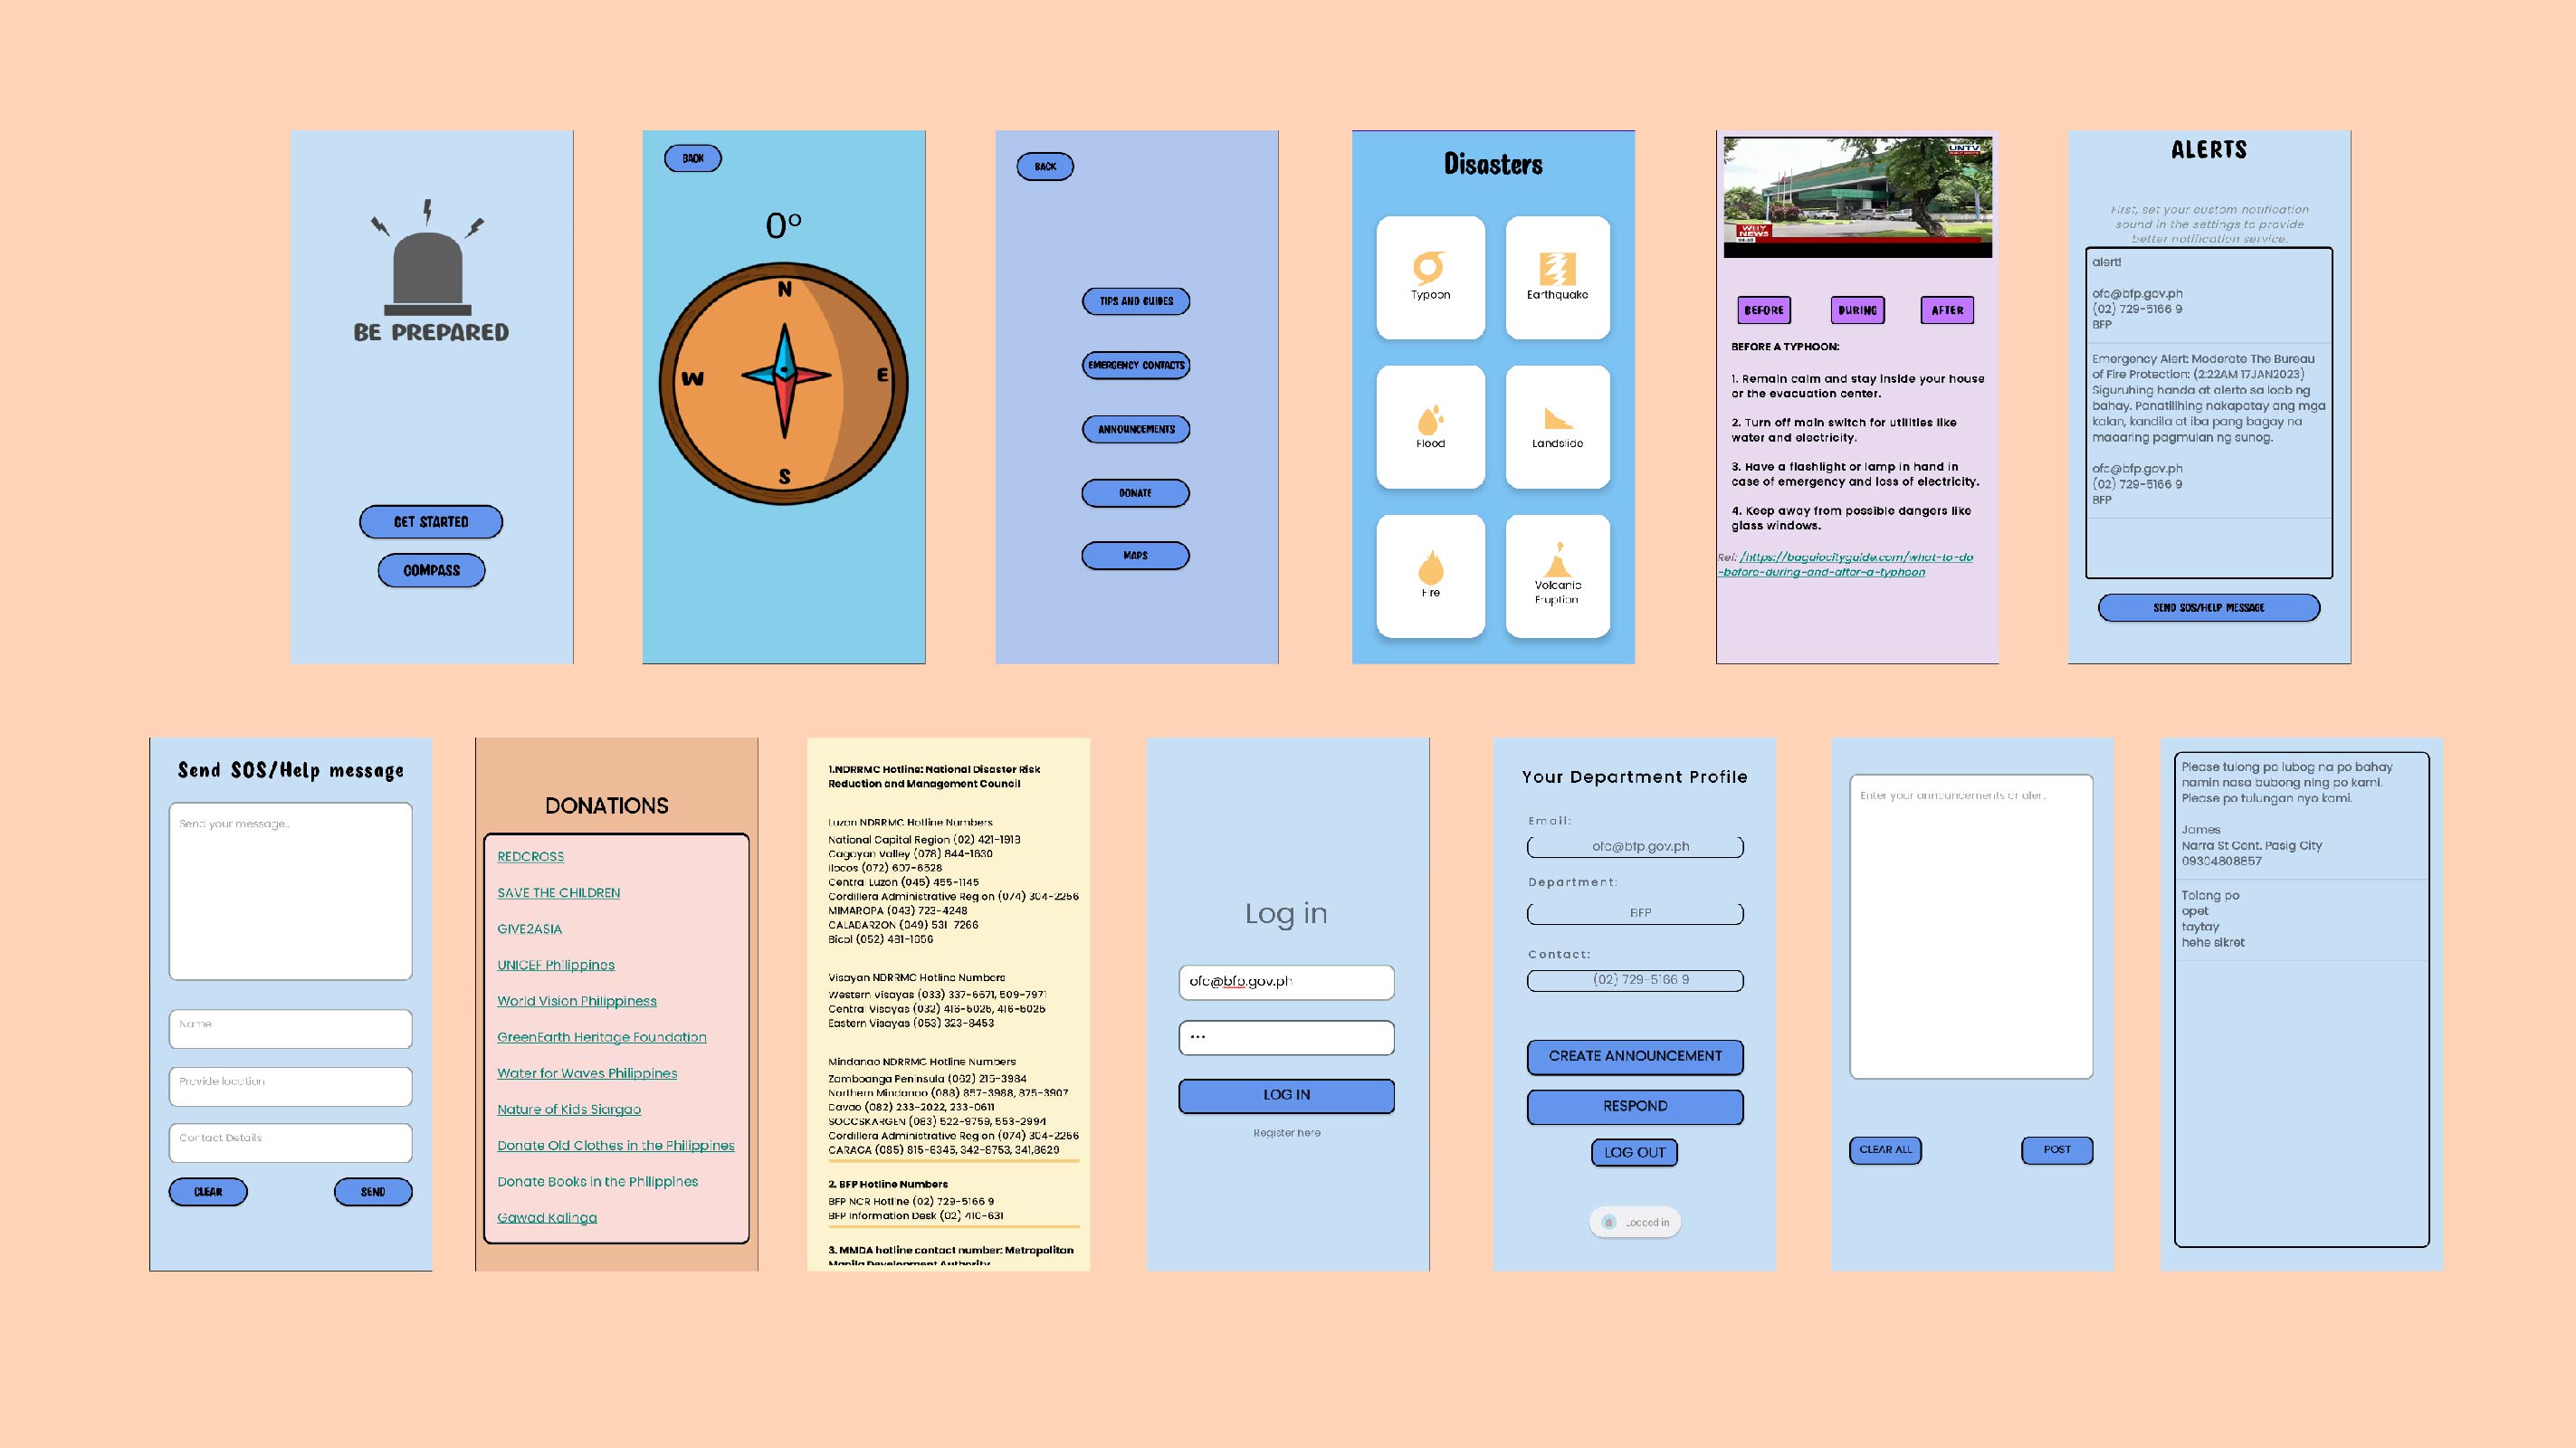 BE PREPARED
GET STARTED
COMPASS
BACK
0°
N
W
E
S
BACK
TIPS AND GUIDES
EMERGENCY CONTACTS
ANNOUNCEMENTS
DONATE
MAPS
Disasters
Typoon
Earthquake
Flood
Landslide
Fire
Volcanic
Eruption
UNTV
WHY
NEWS
BEFORE
DURING
AFTER
BEFORE A TYPHOON:
1. Remain calm and stay inside your house
or the evacuation center.
2. Turn off main switch for utilities like
water and electricity.
3. Have a flashlight or lamp in hand in
case of emergency and loss of electricity.
4. Keep away from possible dangers like
glass windows.
Ref: /https://baguiocityguide.com/what-to-do
-before-during-and-after-a-typhoon
ALERTS
First, set your custom notification
sound in the settings to provide
better notification service.
alert!
ofc@bfp.gov.ph
(02) 729-5166 9
BFP
Emergency Alert: Moderate The Bureau
of Fire Protection: (2:22AM 17JAN2023)
Siguruhing handa at alerto sa loob ng
bahay. Panatilihing nakapatay ang mga
kalan, kandila at iba pang bagay na
maaaring pagmulan ng sunog.
ofc@bfp.gov.ph
(02) 729-5166 9
BFP
SEND SOS/HELP MESSAGE
Send SOS/Help message
Send your message..
Name
Provide location
Contact Details
CLEAR
SEND
DONATIONS
REDCROSS
SAVE THE CHILDREN
GIVE2ASIA
UNICEF Philippines
World Vision Philippiness
GreenEarth Heritage Foundation
Water for Waves Philippines
Nature of Kids Siargao
Donate Old Clothes in the Philippines
Donate Books in the Philippines
Gawad Kalinga
1.NDRRMC Hotline: National Disaster Risk
Reduction and Management Council
Luzon NDRRMC Hotline Numbers
National Capital Region (02) 421-1918
Cagayan Valley (078) 844-1630
Ilocos (072) 607-6528
Central Luzon (045) 455-1145
Cordillera Administrative Region (074) 304-2256
MIMAROPA (043) 723-4248
CALABARZON (049) 531-7266
Bicol (052) 481-1656
Visayan NDRRMC Hotline Numbers
Western Visayas (033) 337-6671, 509-7971
Central Visayas (032) 416-5025, 416-5025
Eastern Visayas (053) 323-8453
Mindanao NDRRMC Hotline Numbers
Zamboanga Peninsula (062) 215-3984
Northern Mindanao (088) 857-3988, 875-3907
Davao (082) 233-2022, 233-0611
SOCCSKARGEN (083) 522-9759, 553-2994
Cordillera Administrative Region (074) 304-2256
CARAGA (085) 815-6345, 342-8753, 341,8629
2. BFP Hotline Numbers
BFP NCR Hotline (02) 729-5166 9
BFP Information Desk (02) 410-631
3. MMDA hotline contact number: Metropolitan
Manila Development Authority
Log in
ofc@bfp.gov.ph
LOG IN
Register here
Your Department Profile
Email:
ofc@bfp.gov.ph
Department:
BFP
Contact:
(02) 729-5166 9
CREATE ANNOUNCEMENT
RESPOND
LOG OUT
Logged in
Enter your announcements or alert..
CLEAR ALL
POST
Please tulong po lubog na po bahay
namin nasa bubong ning po kami.
Please po tulungan nyo kami.
James
Narra St Cont. Pasig City
09304808857
Tolong po
opet
taytay
hehe sikret